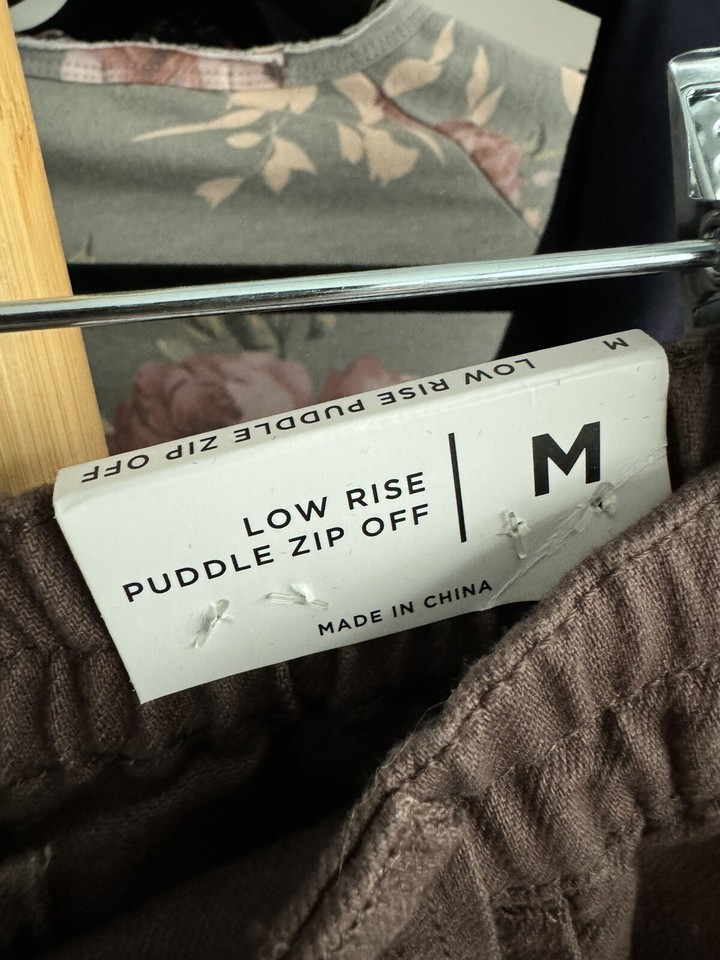 M
LOW RISE PUDDLE ZIP OFF
LOW RISE
PUDDLE ZIP OFF
M
MADE IN CHINA